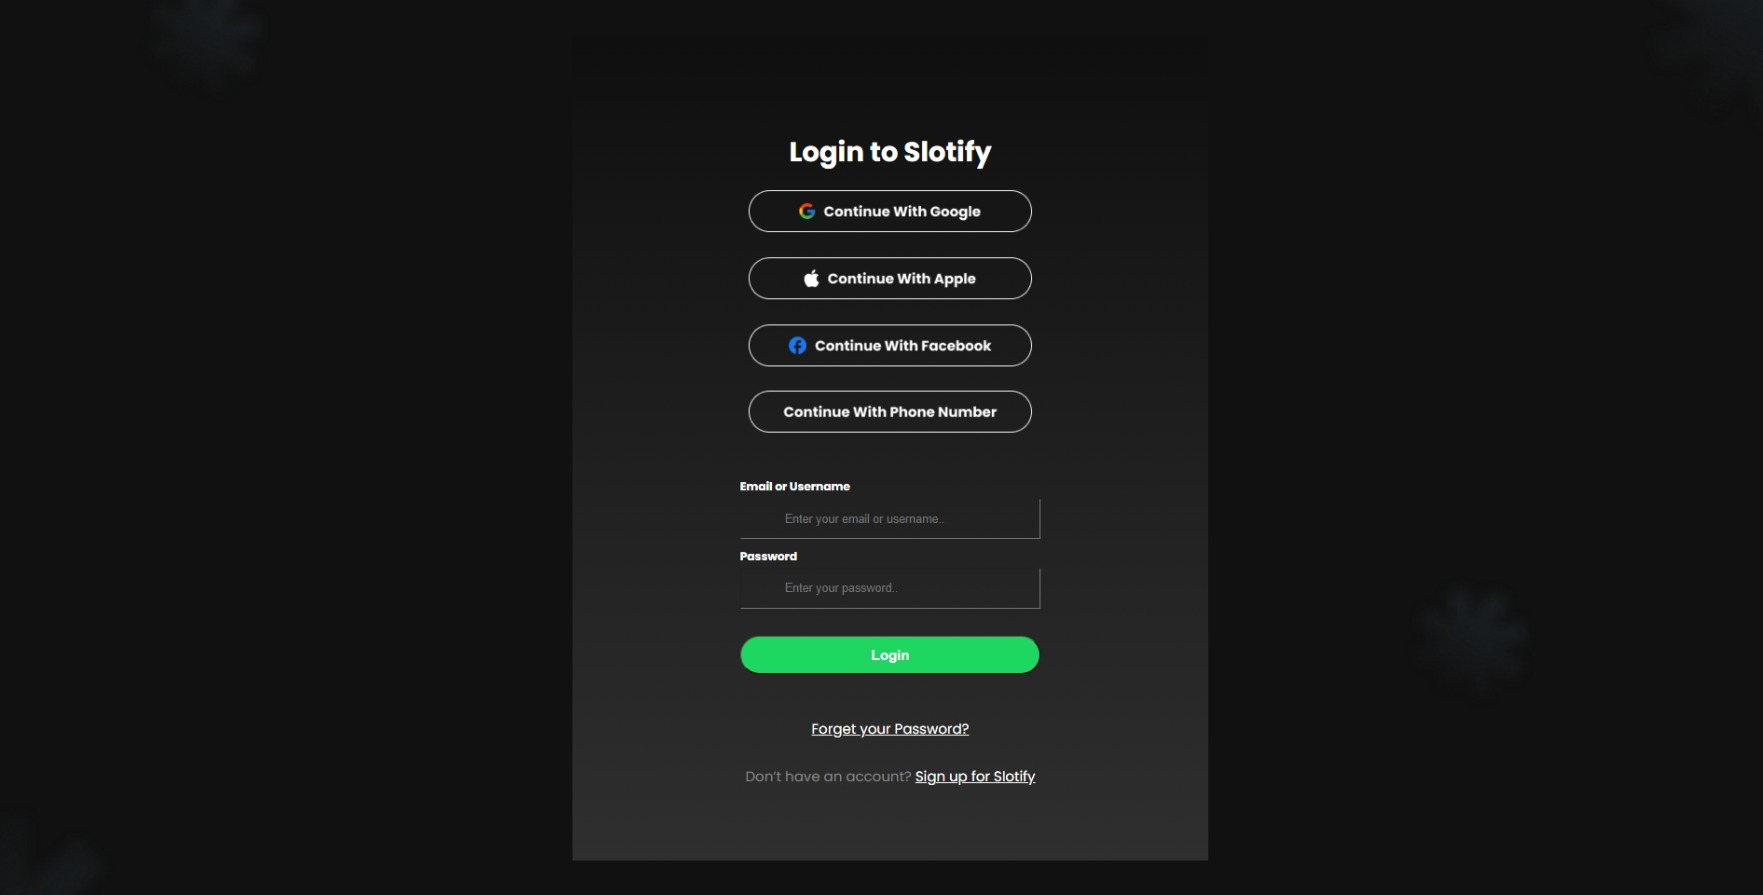 Login to Slotify
Continue With Google
Continue With Apple
Continue With Facebook
Continue With Phone Number
Email or Username
Enter your email or username..
Password
Enter your password..
Login
Forget your Password?
Don't have an account? Sign up for Slotify